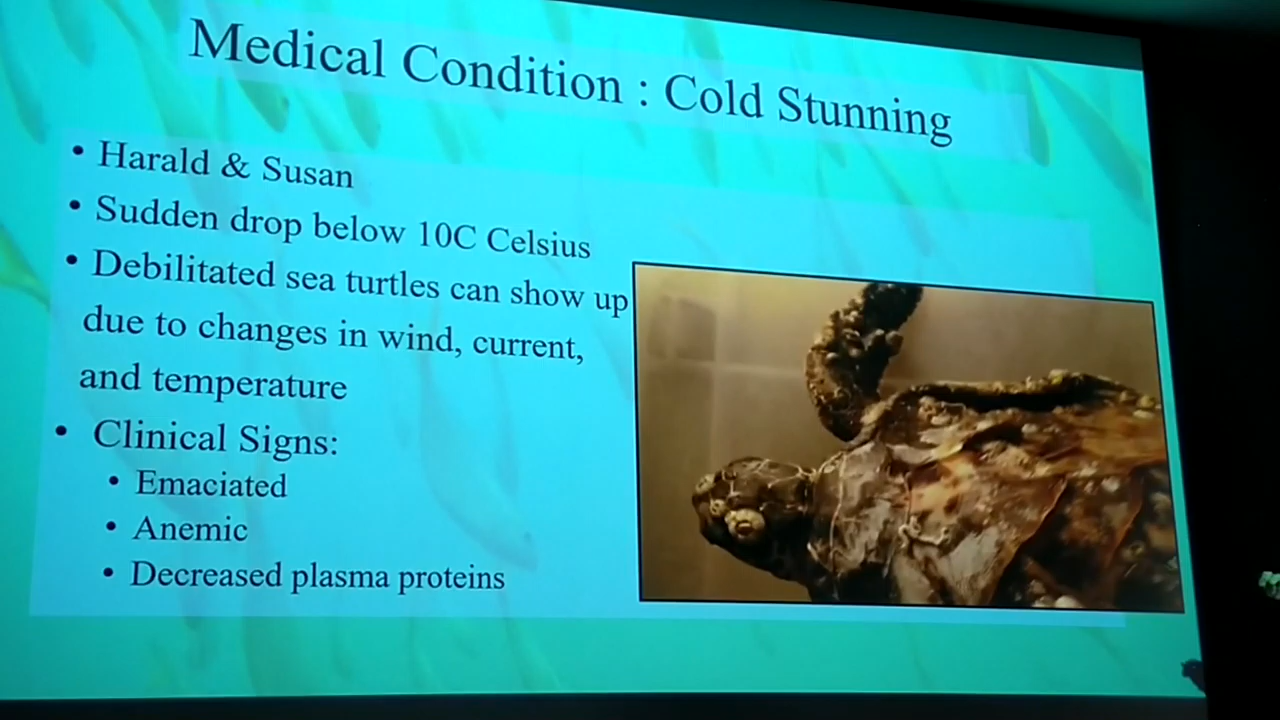 Medical Condition : Cold Stunning
• Harald & Susan
• Sudden drop below 10C Celsius
• Debilitated sea turtles can show up
due to changes in wind, current,
and temperature
• Clinical Signs:
• Emaciated
• Anemic
• Decreased plasma proteins